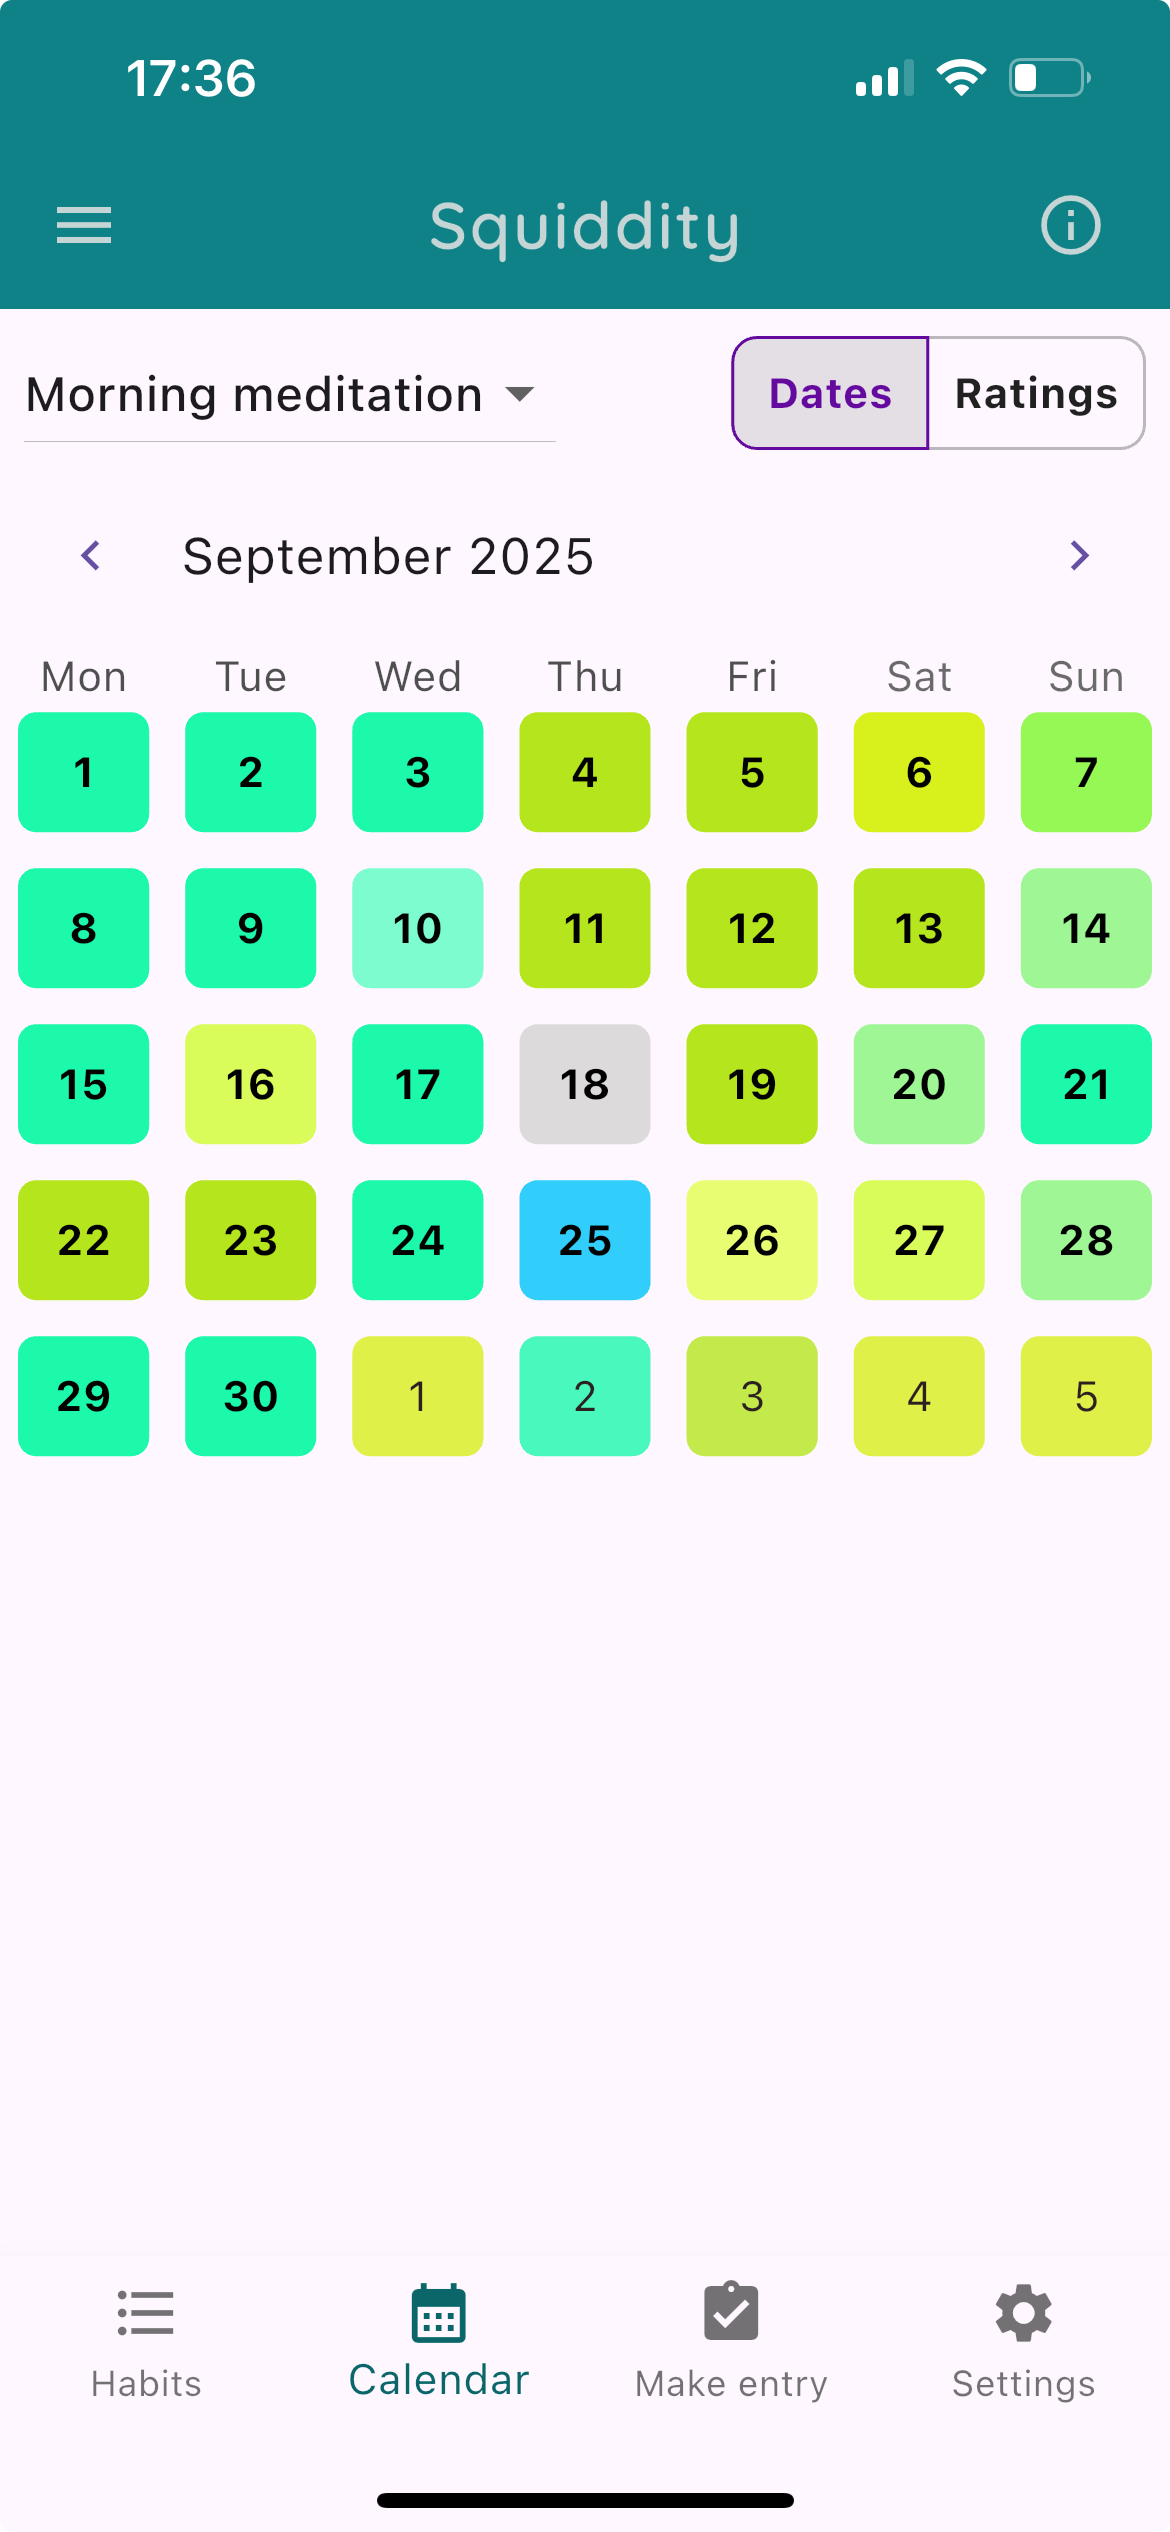 17:36
Squiddity
Morning meditation
Dates Ratings
September 2025
Mon Tue Wed Thu Fri Sat Sun
1 2 3 4 5 6 7
8 9 10 11 12 13 14
15 16 17 18 19 20 21
22 23 24 25 26 27 28
29 30 1 2 3 4 5
Habits Calendar Make entry Settings